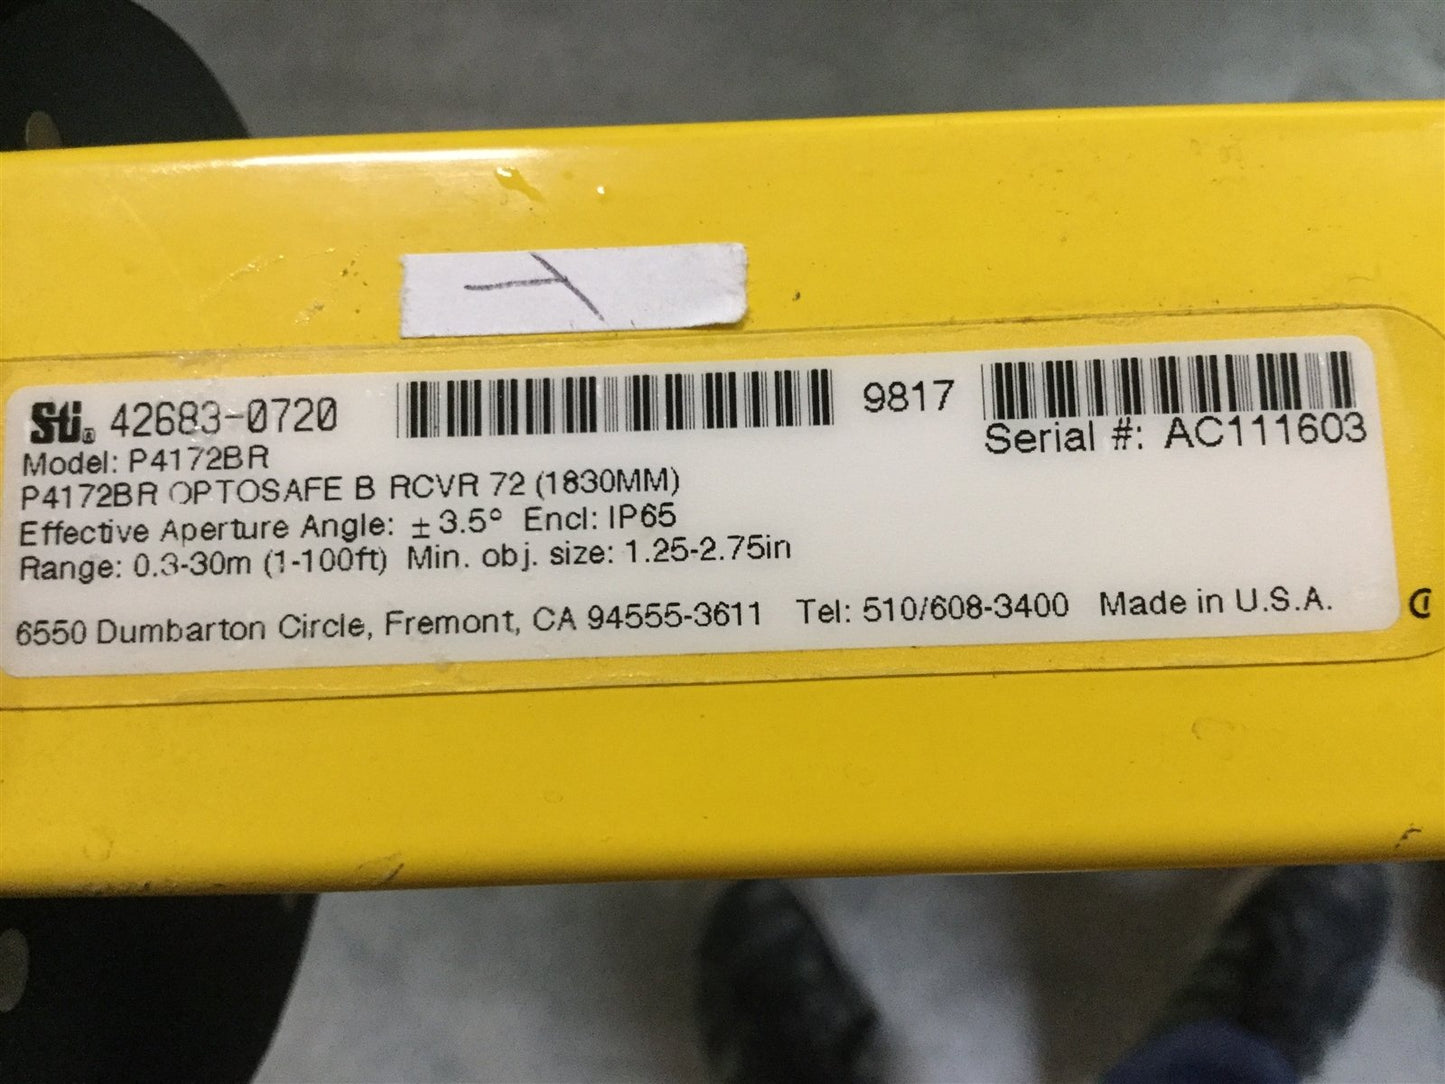 Sti® 42683-0720
9817
Serial #: AC111603
Model: P4172BR
P4172BR OPTOSAFE B RCVR 72 (1830MM)
Effective Aperture Angle: ± 3.5° Encl: IP65
Range: 0.3-30m (1-100ft) Min. obj. size: 1.25-2.75in
6550 Dumbarton Circle, Fremont, CA 94555-3611 Tel: 510/608-3400 Made in U.S.A.